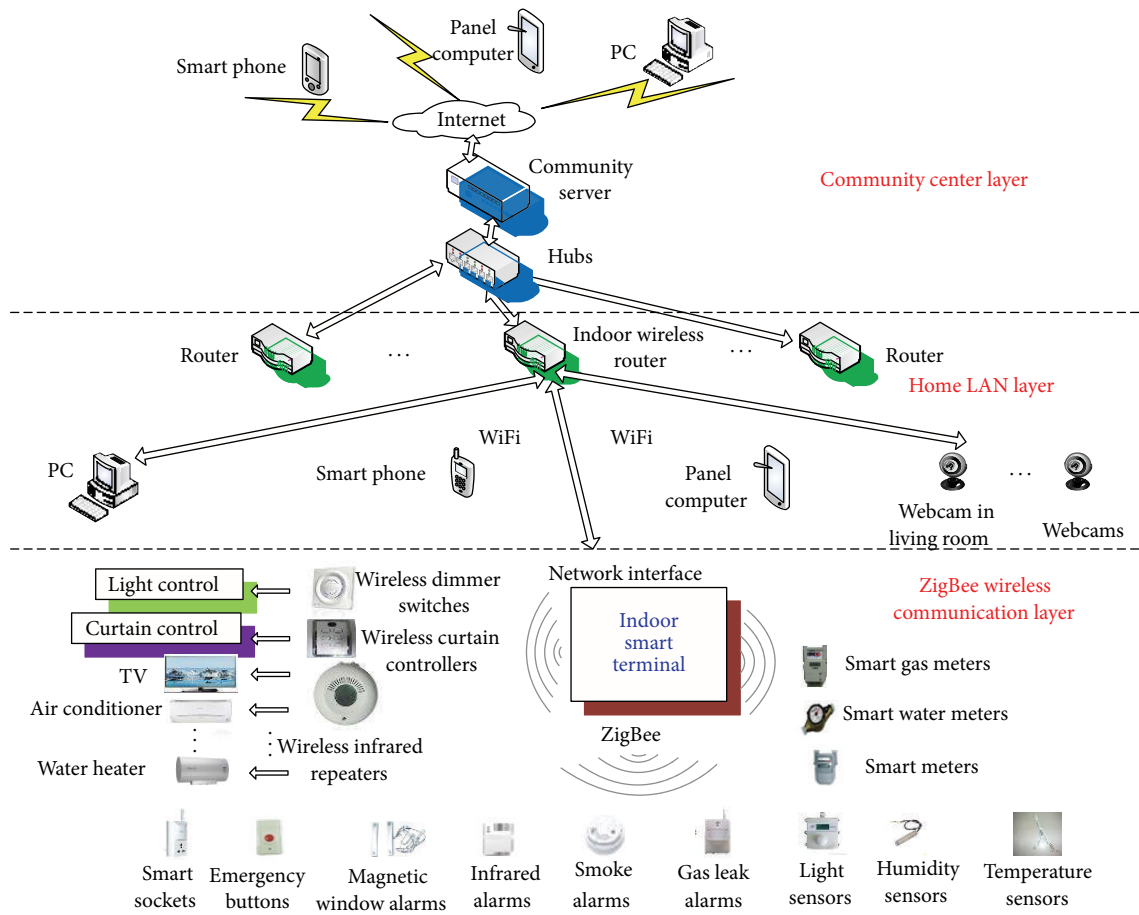 Panel
computer
PC
Smart phone
Internet
Community
server
Community center layer
Hubs
Router
...
Indoor wireless
router
...
Router
Home LAN layer
WiFi
WiFi
PC
Smart phone
Panel
computer
...
Webcam in
living room
Webcams
Light control
Wireless dimmer
switches
Network interface
ZigBee wireless
communication layer
Curtain control
Wireless curtain
controllers
Indoor
smart
terminal
TV
Smart gas meters
Air conditioner
Smart water meters
Wireless infrared
repeaters
ZigBee
Water heater
Smart meters
Smart
sockets
Emergency
buttons
Magnetic
window alarms
Infrared
alarms
Smoke
alarms
Gas leak
alarms
Light
sensors
Humidity
sensors
Temperature
sensors